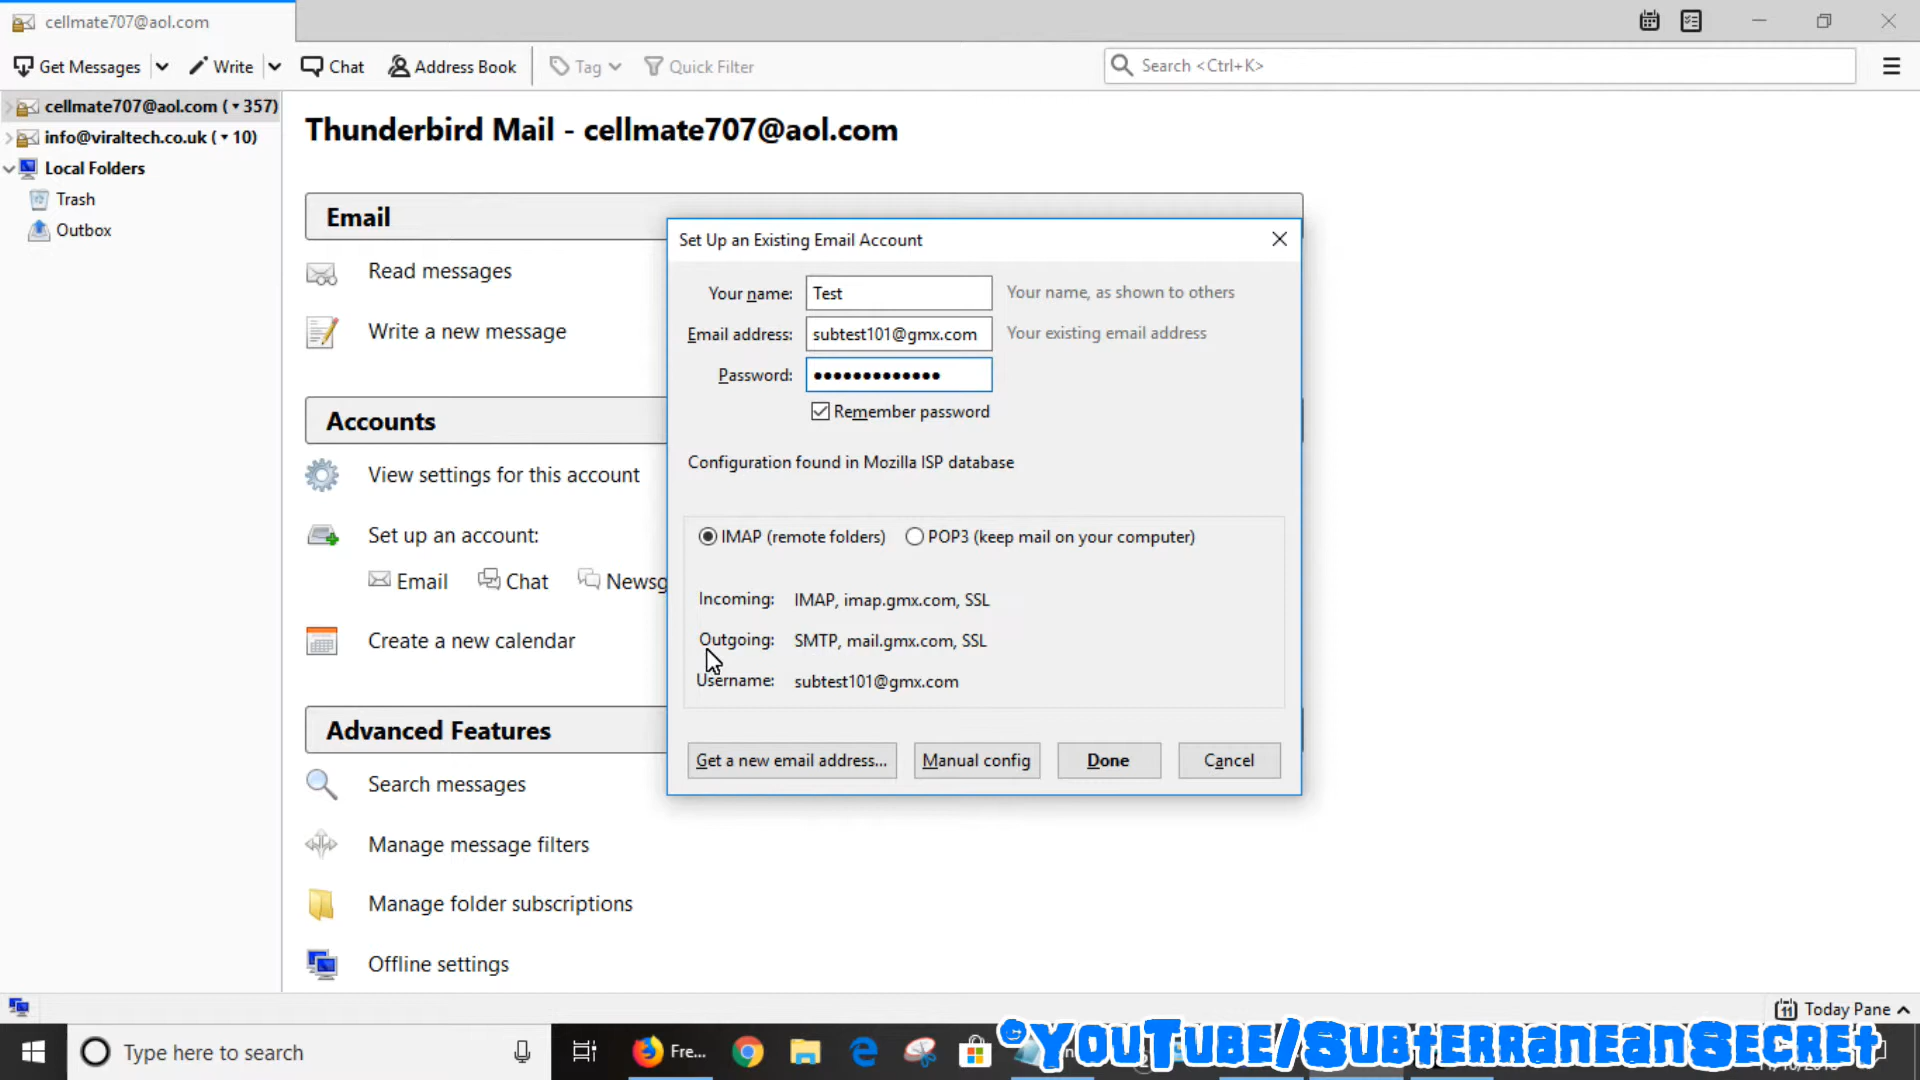 cellmate707@aol.com
Get Messages Write Chat Address Book Tag Quick Filter Search <Ctrl+K>
cellmate707@aol.com ( 357)
info@viraltech.co.uk ( 10)
Local Folders
Trash
Outbox
Thunderbird Mail - cellmate707@aol.com
Email
Read messages
Write a new message
Accounts
View settings for this account
Set up an account:
Email Chat Newsg
Create a new calendar
Advanced Features
Search messages
Manage message filters
Manage folder subscriptions
Offline settings
Set Up an Existing Email Account
Your name: Test Your name, as shown to others
Email address: subtest101@gmx.com Your existing email address
Password: •••••••••••••
Remember password
Configuration found in Mozilla ISP database
IMAP (remote folders) POP3 (keep mail on your computer)
Incoming: IMAP, imap.gmx.com, SSL
Outgoing: SMTP, mail.gmx.com, SSL
Username: subtest101@gmx.com
Get a new email address... Manual config Done Cancel
11 Today Pane
Type here to search Fre...
©YouTube/SubterraneanSecret